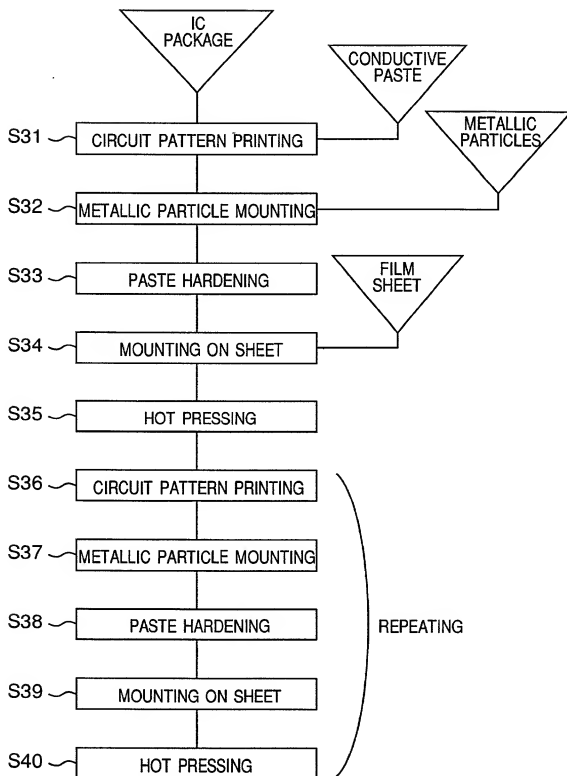 IC
PACKAGE
CONDUCTIVE
PASTE
METALLIC
PARTICLES
S31 CIRCUIT PATTERN PRINTING
S32 METALLIC PARTICLE MOUNTING
S33 PASTE HARDENING
FILM
SHEET
S34 MOUNTING ON SHEET
S35 HOT PRESSING
S36 CIRCUIT PATTERN PRINTING
S37 METALLIC PARTICLE MOUNTING
S38 PASTE HARDENING
REPEATING
S39 MOUNTING ON SHEET
S40 HOT PRESSING